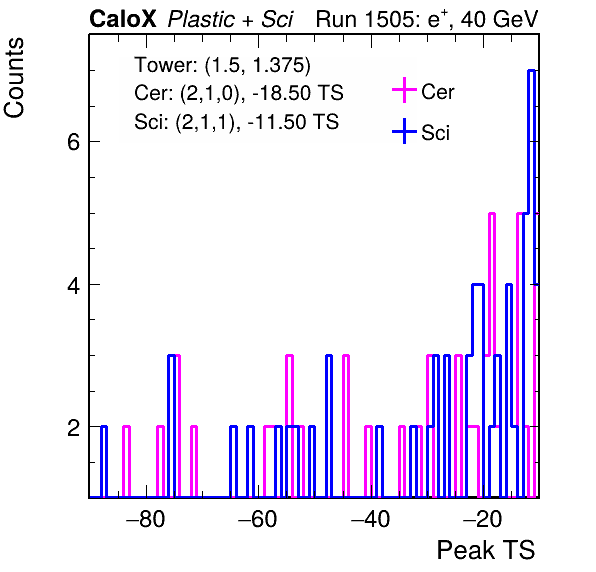 CaloX Plastic + Sci Run 1505: e+, 40 GeV
Counts
Tower: (1.5, 1.375)
Cer: (2,1,0), -18.50 TS
Sci: (2,1,1), -11.50 TS
Cer
Sci
6
4
2
−80 −60 −40 −20
Peak TS